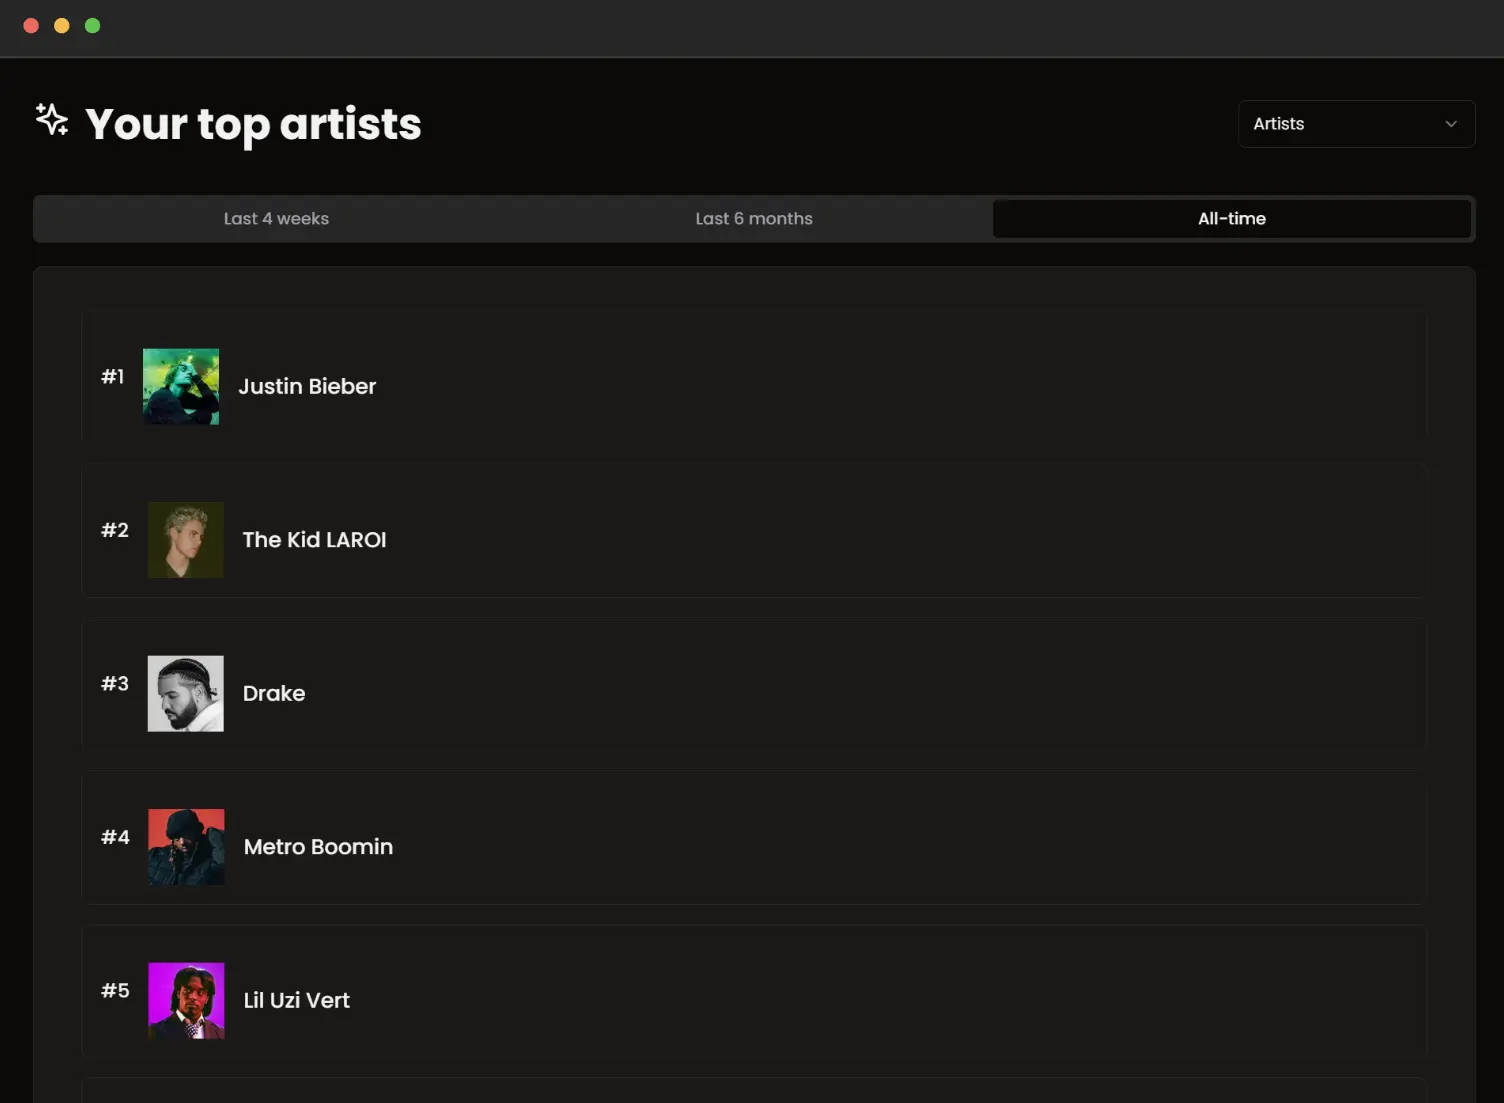 Your top artists
Artists
Last 4 weeks
Last 6 months
All-time
#1
Justin Bieber
#2
The Kid LAROI
#3
Drake
#4
Metro Boomin
#5
Lil Uzi Vert